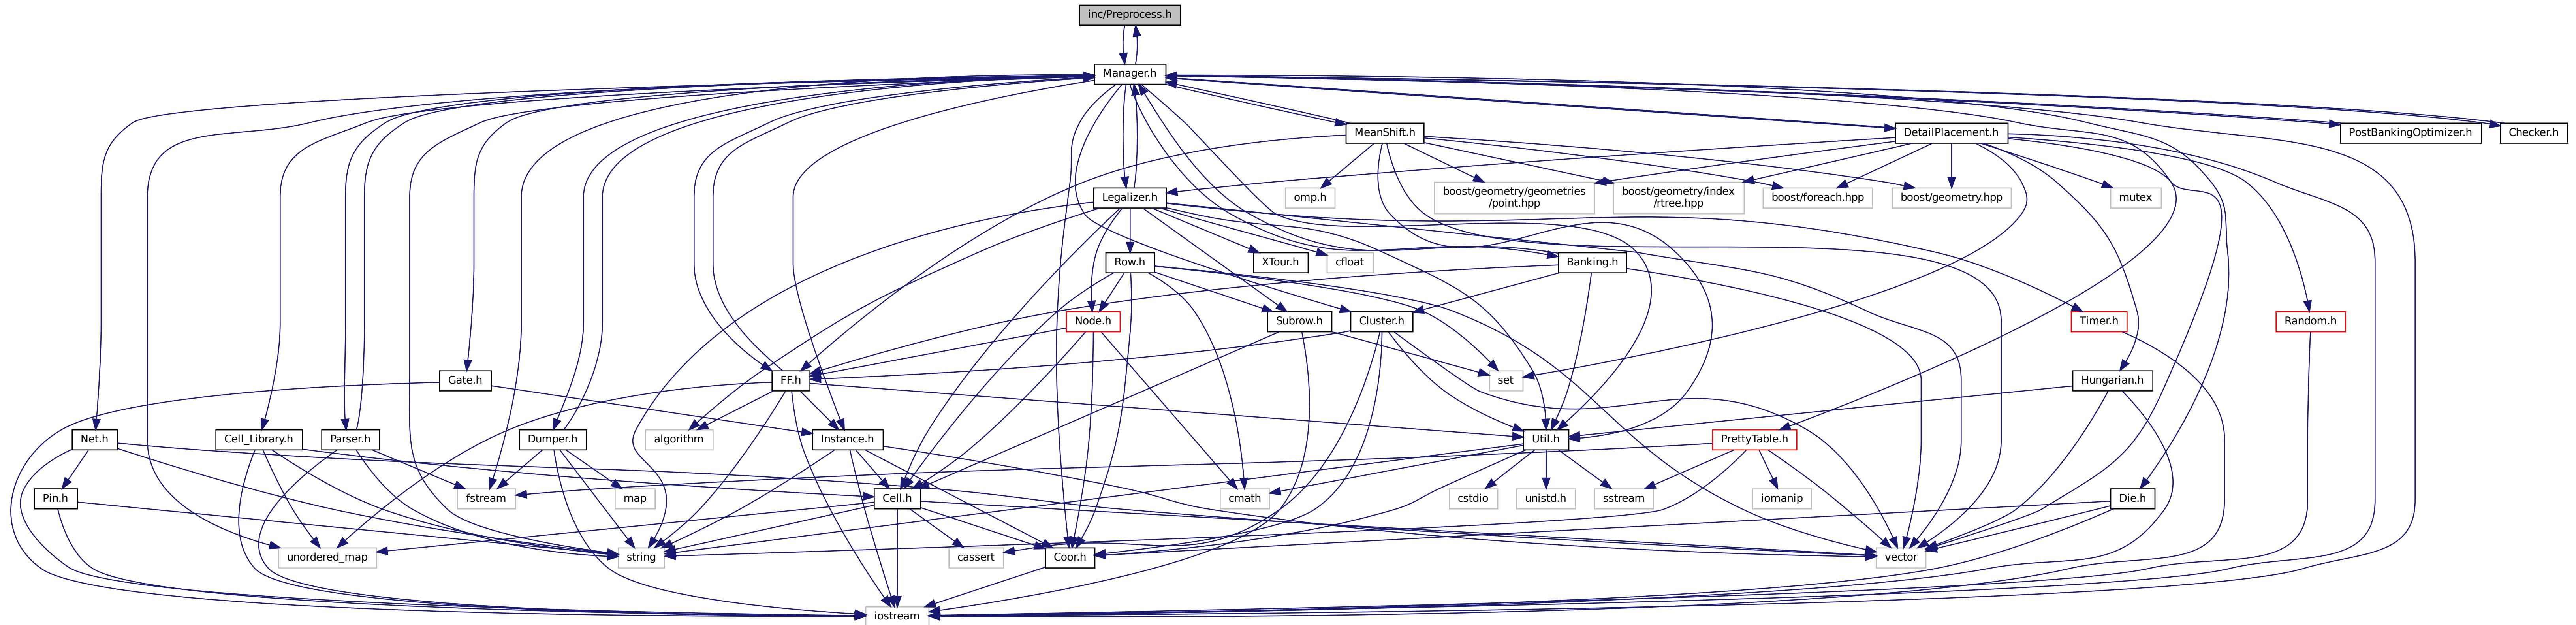 inc/Preprocess.h
Manager.h
MeanShift.h
DetailPlacement.h
PostBankingOptimizer.h
Checker.h
Legalizer.h
omp.h
boost/geometry/geometries
/point.hpp
boost/geometry/index
/rtree.hpp
boost/foreach.hpp
boost/geometry.hpp
mutex
Row.h
XTour.h
cfloat
Banking.h
Node.h
Subrow.h
Cluster.h
Timer.h
Random.h
Gate.h
FF.h
set
Hungarian.h
Net.h
Cell_Library.h
Parser.h
Dumper.h
algorithm
Instance.h
Util.h
PrettyTable.h
Pin.h
fstream
map
Cell.h
cmath
cstdio
unistd.h
sstream
iomanip
Die.h
unordered_map
string
cassert
Coor.h
vector
iostream